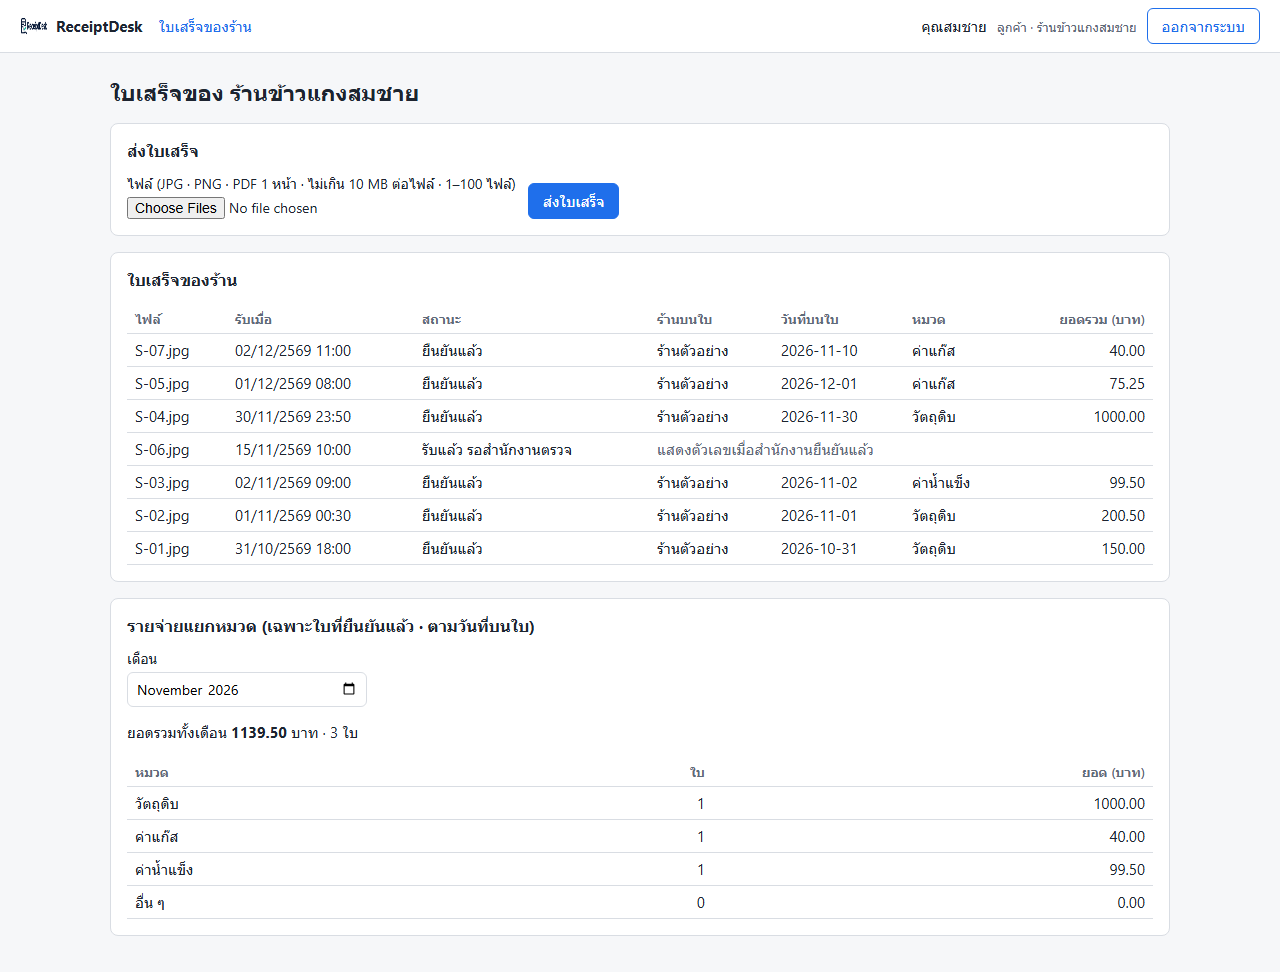 ReceiptDesk ใบเสร็จของร้าน คุณสมชาย ลูกค้า · ร้านข้าวแกงสมชาย ออกจากระบบ
ใบเสร็จของ ร้านข้าวแกงสมชาย
ส่งใบเสร็จ
ไฟล์ (JPG · PNG · PDF 1 หน้า · ไม่เกิน 10 MB ต่อไฟล์ · 1–100 ไฟล์)
Choose Files No file chosen ส่งใบเสร็จ
ใบเสร็จของร้าน
ไฟล์ รับเมื่อ สถานะ ร้านบนใบ วันที่บนใบ หมวด ยอดรวม (บาท)
S-07.jpg 02/12/2569 11:00 ยืนยันแล้ว ร้านตัวอย่าง 2026-11-10 ค่าแก๊ส 40.00
S-05.jpg 01/12/2569 08:00 ยืนยันแล้ว ร้านตัวอย่าง 2026-12-01 ค่าแก๊ส 75.25
S-04.jpg 30/11/2569 23:50 ยืนยันแล้ว ร้านตัวอย่าง 2026-11-30 วัตถุดิบ 1000.00
S-06.jpg 15/11/2569 10:00 รับแล้ว รอสำนักงานตรวจ แสดงตัวเลขเมื่อสำนักงานยืนยันแล้ว
S-03.jpg 02/11/2569 09:00 ยืนยันแล้ว ร้านตัวอย่าง 2026-11-02 ค่าน้ำแข็ง 99.50
S-02.jpg 01/11/2569 00:30 ยืนยันแล้ว ร้านตัวอย่าง 2026-11-01 วัตถุดิบ 200.50
S-01.jpg 31/10/2569 18:00 ยืนยันแล้ว ร้านตัวอย่าง 2026-10-31 วัตถุดิบ 150.00
รายจ่ายแยกหมวด (เฉพาะใบที่ยืนยันแล้ว · ตามวันที่บนใบ)
เดือน
November 2026
ยอดรวมทั้งเดือน 1139.50 บาท · 3 ใบ
หมวด ใบ ยอด (บาท)
วัตถุดิบ 1 1000.00
ค่าแก๊ส 1 40.00
ค่าน้ำแข็ง 1 99.50
อื่น ๆ 0 0.00